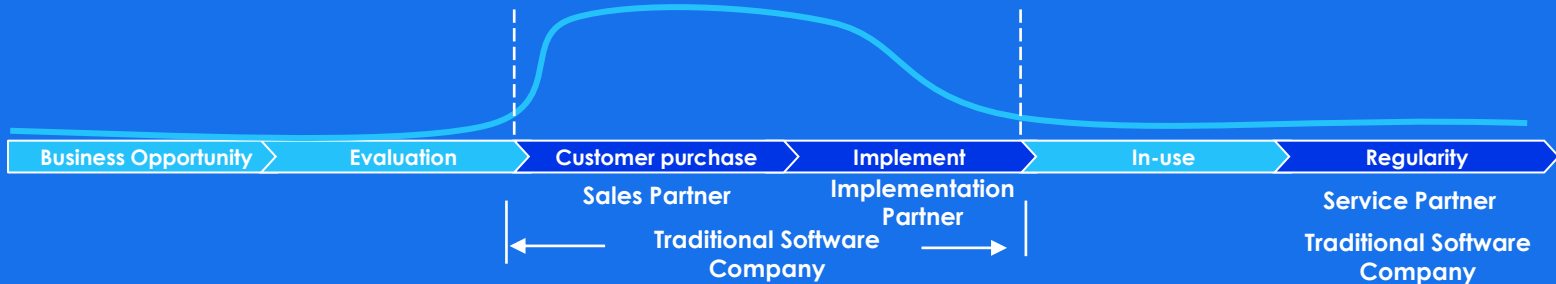 Business Opportunity
Evaluation
Customer purchase
Implement
In-use
Regularity
Sales Partner
Implementation
Partner
Service Partner
Traditional Software
Company
Traditional Software
Company